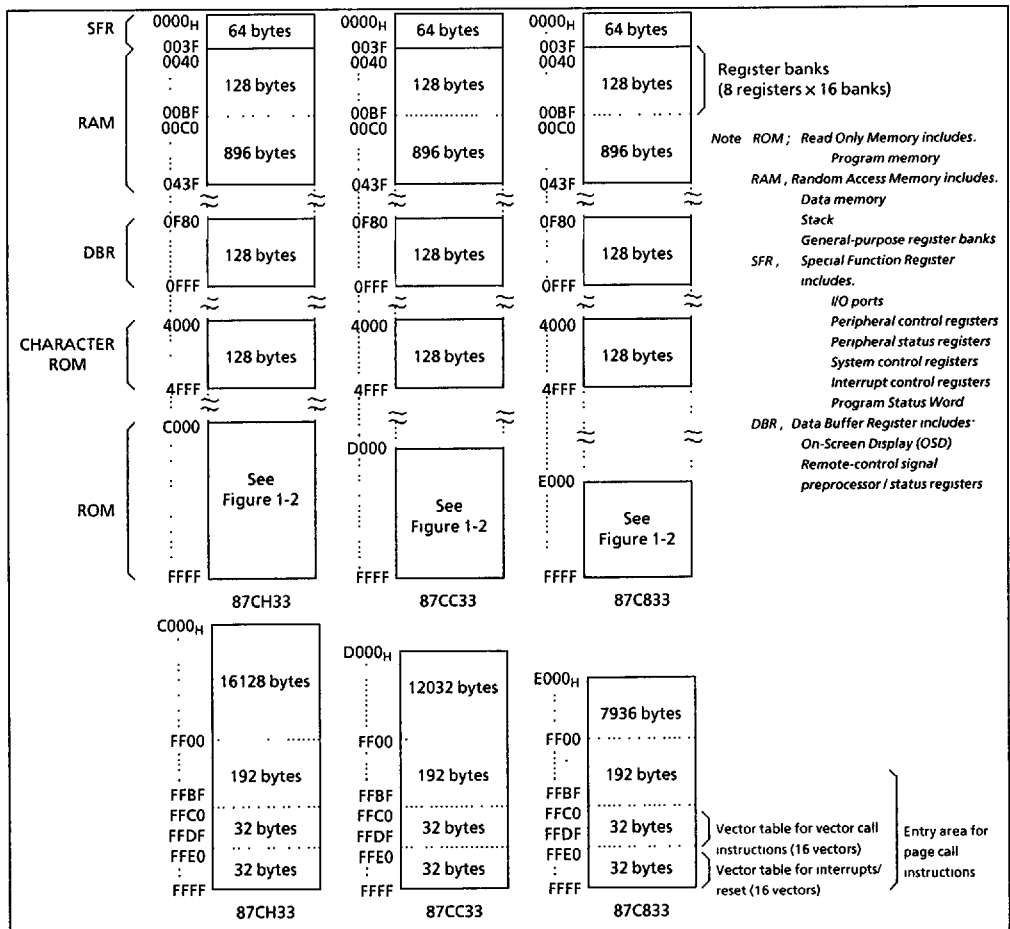 SFR
RAM
DBR
CHARACTER
ROM
ROM
0000H
003F
0040
00BF
00C0
043F
0F80
0FFF
4000
4FFF
C000
FFFF
64 bytes
128 bytes
896 bytes
128 bytes
128 bytes
See
Figure 1-2
87CH33
0000H
003F
0040
00BF
00C0
043F
0F80
0FFF
4000
4FFF
D000
FFFF
64 bytes
128 bytes
896 bytes
128 bytes
128 bytes
See
Figure 1-2
87CC33
0000H
003F
0040
00BF
00C0
043F
0F80
0FFF
4000
4FFF
E000
FFFF
64 bytes
128 bytes
896 bytes
128 bytes
128 bytes
See
Figure 1-2
87C833
Register banks
(8 registers x 16 banks)
Note ROM ; Read Only Memory includes.
Program memory
RAM , Random Access Memory includes.
Data memory
Stack
General-purpose register banks
SFR , Special Function Register
includes.
I/O ports
Peripheral control registers
Peripheral status registers
System control registers
Interrupt control registers
Program Status Word
DBR , Data Buffer Register includes·
On-Screen Display (OSD)
Remote-control signal
preprocessor / status registers
C000H
FF00
FFBF
FFC0
FFDF
FFE0
FFFF
16128 bytes
192 bytes
32 bytes
32 bytes
87CH33
D000H
FF00
FFBF
FFC0
FFDF
FFE0
FFFF
12032 bytes
192 bytes
32 bytes
32 bytes
87CC33
E000H
FF00
FFBF
FFC0
FFDF
FFE0
FFFF
7936 bytes
192 bytes
32 bytes
32 bytes
87C833
Vector table for vector call
instructions (16 vectors)
Vector table for interrupts/
reset (16 vectors)
Entry area for
page call
instructions